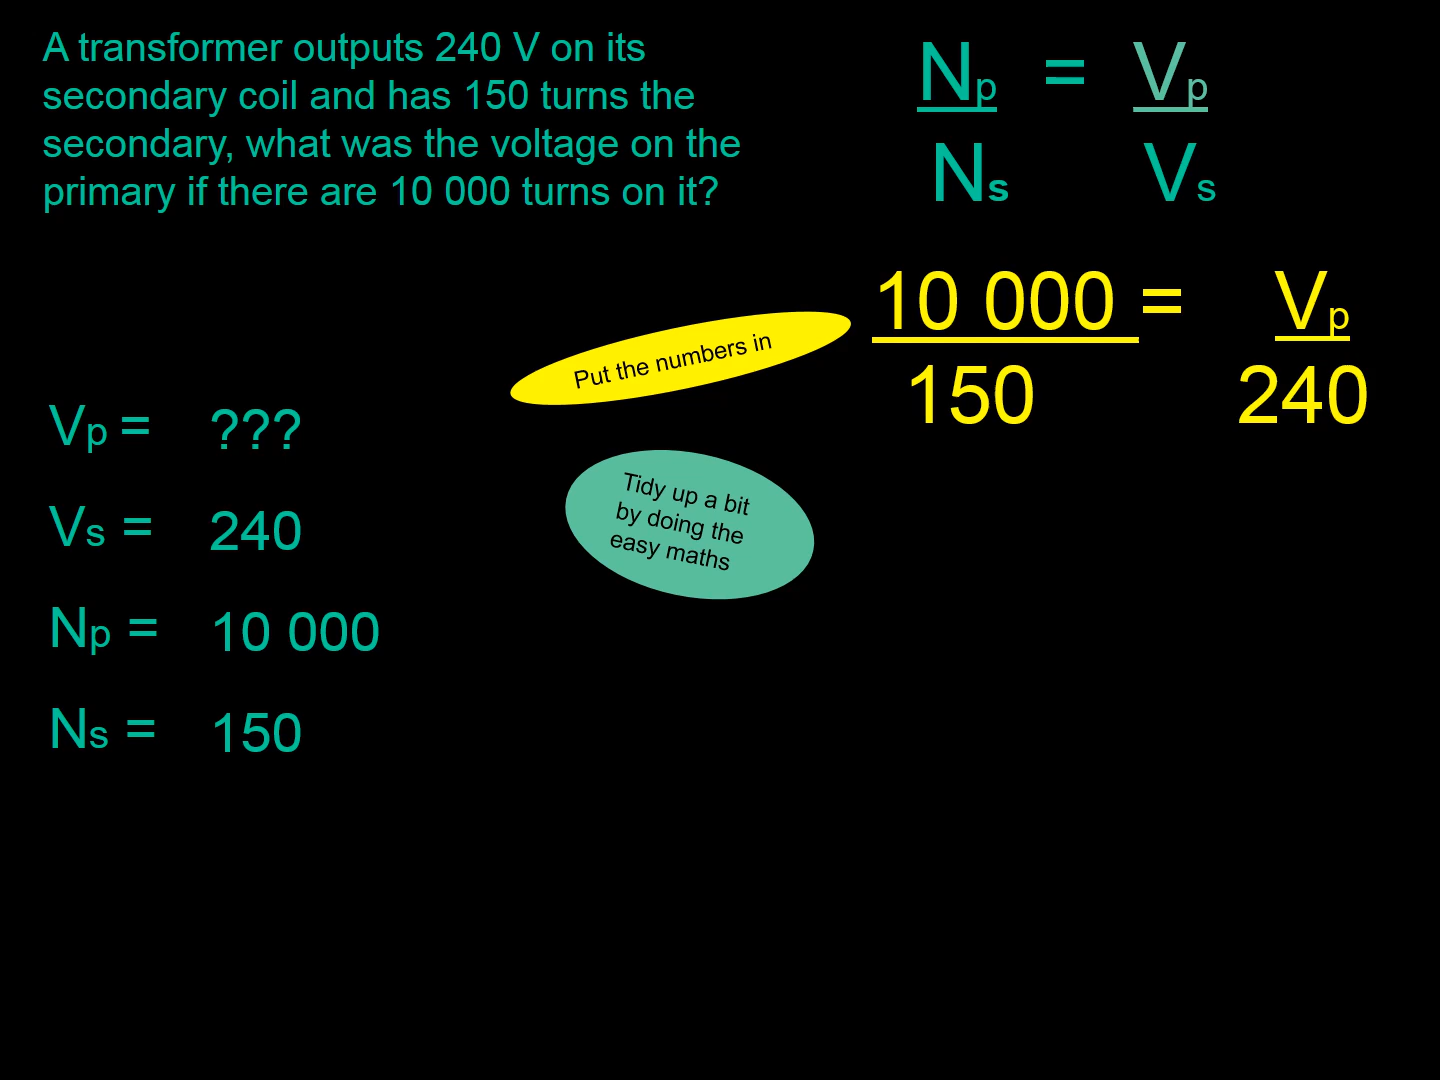 A transformer outputs 240 V on its
secondary coil and has 150 turns the
secondary, what was the voltage on the
primary if there are 10 000 turns on it?
Np = Vp
Ns Vs
10 000 = Vp
150 240
Put the numbers in
Tidy up a bit
by doing the
easy maths
Vp = ???
Vs = 240
Np = 10 000
Ns = 150